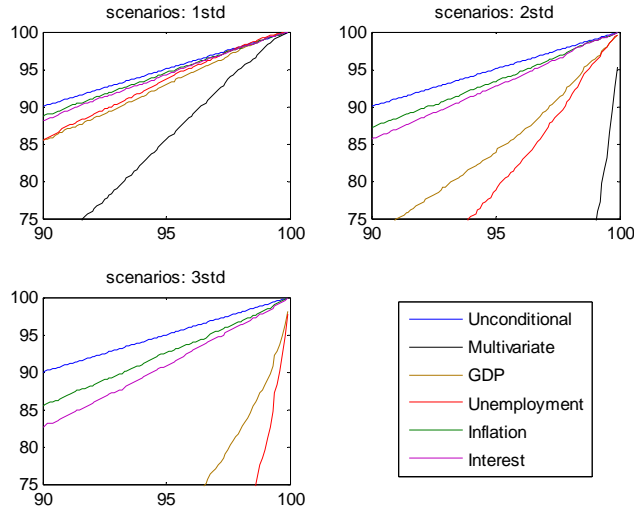 scenarios: 1std
100
95
90
85
80
75
90 95 100
scenarios: 2std
100
95
90
85
80
75
90 95 100
scenarios: 3std
100
95
90
85
80
75
90 95 100
Unconditional
Multivariate
GDP
Unemployment
Inflation
Interest